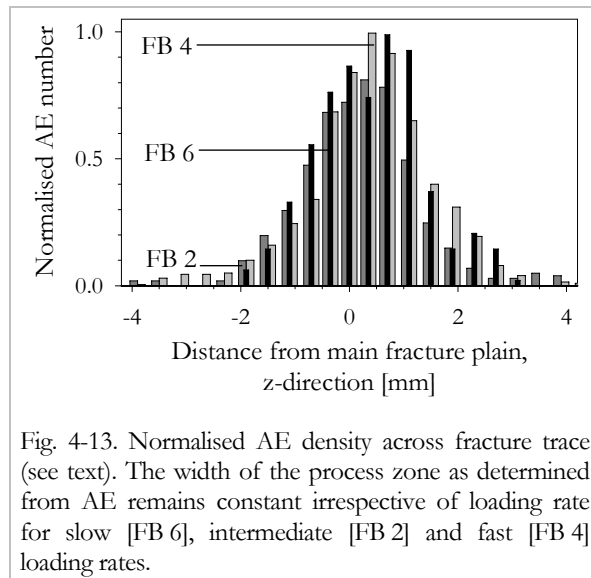 1.0
FB 4
Normalised AE number
0.5
FB 6
FB 2
0.0
-4 -2 0 2 4
Distance from main fracture plain,
z-direction [mm]
Fig. 4-13. Normalised AE density across fracture trace
(see text). The width of the process zone as determined
from AE remains constant irrespective of loading rate
for slow [FB 6], intermediate [FB 2] and fast [FB 4]
loading rates.